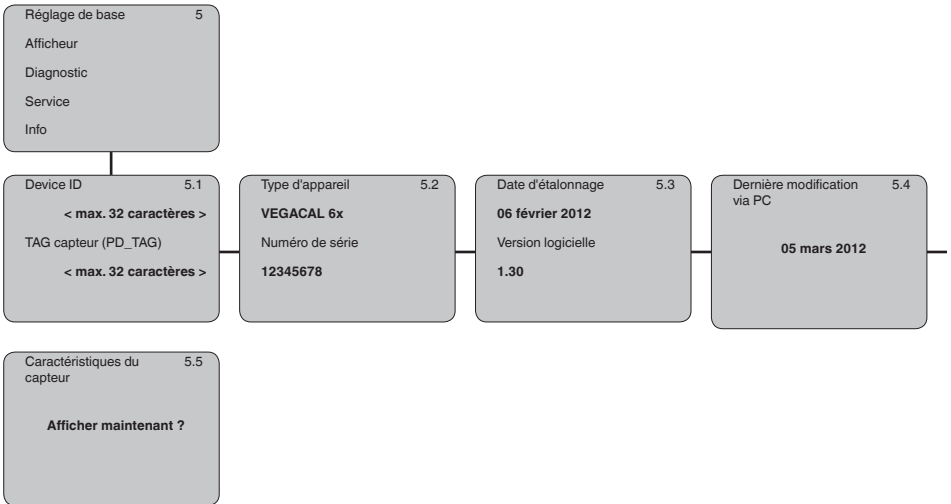 Réglage de base 5
Afficheur
Diagnostic
Service
Info
Device ID 5.1
< max. 32 caractères >
TAG capteur (PD_TAG)
< max. 32 caractères >
Type d'appareil 5.2
VEGACAL 6x
Numéro de série
12345678
Date d'étalonnage 5.3
06 février 2012
Version logicielle
1.30
Dernière modification 5.4
via PC
05 mars 2012
Caractéristiques du 5.5
capteur
Afficher maintenant ?